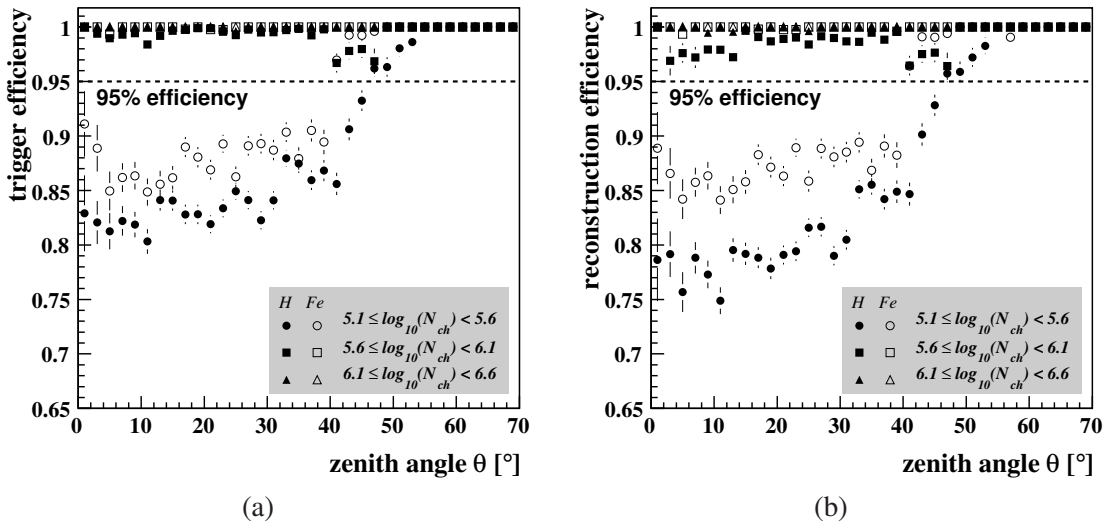 trigger efficiency
1
0.95
0.9
0.85
0.8
0.75
0.7
0.65
95% efficiency
H Fe
5.1 ≤ log10(Nch) < 5.6
5.6 ≤ log10(Nch) < 6.1
6.1 ≤ log10(Nch) < 6.6
0 10 20 30 40 50 60 70
zenith angle θ [°]
(a)
reconstruction efficiency
1
0.95
0.9
0.85
0.8
0.75
0.7
0.65
95% efficiency
H Fe
5.1 ≤ log10(Nch) < 5.6
5.6 ≤ log10(Nch) < 6.1
6.1 ≤ log10(Nch) < 6.6
0 10 20 30 40 50 60 70
zenith angle θ [°]
(b)